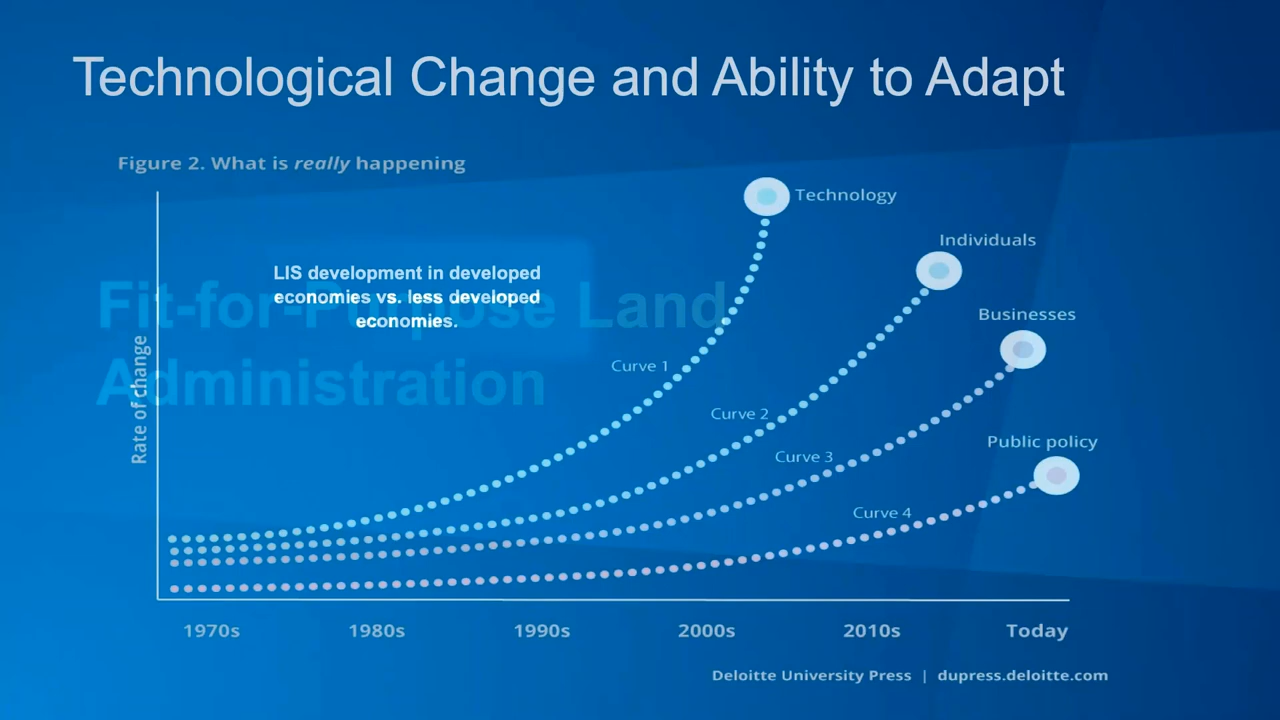 Technological Change and Ability to Adapt
Figure 2. What is really happening
Technology
Individuals
LIS development in developed
economies vs. less developed
economies.
Fit-for-Purpose Land
Administration
Businesses
Rate of change
Curve 1
Curve 2
Public policy
Curve 3
Curve 4
1970s 1980s 1990s 2000s 2010s Today
Deloitte University Press | dupress.deloitte.com